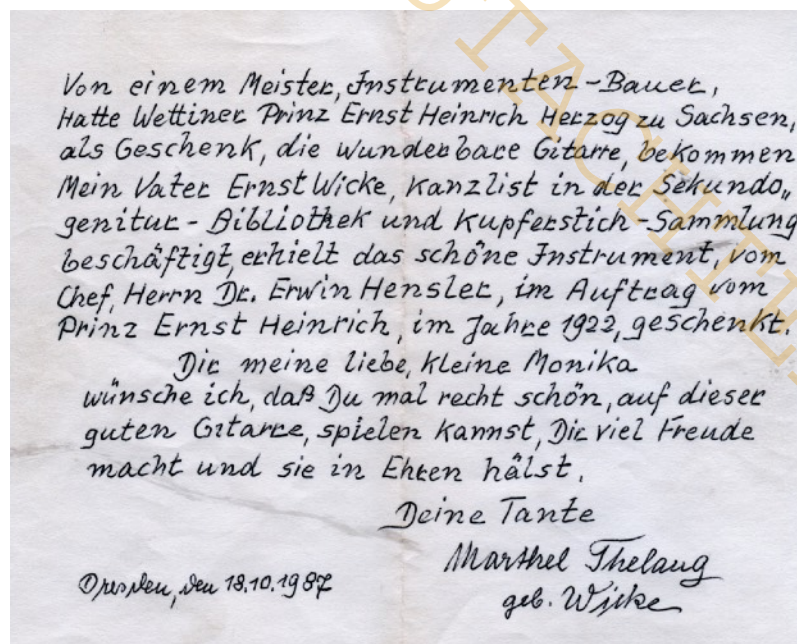 Von einem Meister, Instrumenten-Bauer,
Hatte Wettiner Prinz Ernst Heinrich Herzog zu Sachsen,
als Geschenk, die wunderbare Gitarre, bekommen
Mein Vater Ernst Wicke, Kanzlist in der Sekundo„
genitur-Bibliothek und Kupferstich-Sammlung
beschäftigt, erhielt das schöne Instrument, vom
Chef, Herrn Dr. Erwin Hensler, im Auftrag vom
Prinz Ernst Heinrich, im Jahre 1922, geschenkt.
Dir meine liebe, kleine Monika
wünsche ich, daß Du mal recht schön, auf dieser
guten Gitarre, spielen kannst, Dir viel Freude
macht und sie in Ehren hälst.
Deine Tante
Marthel Thelaug
geb. Wicke
Dresden, den 18.10.1987